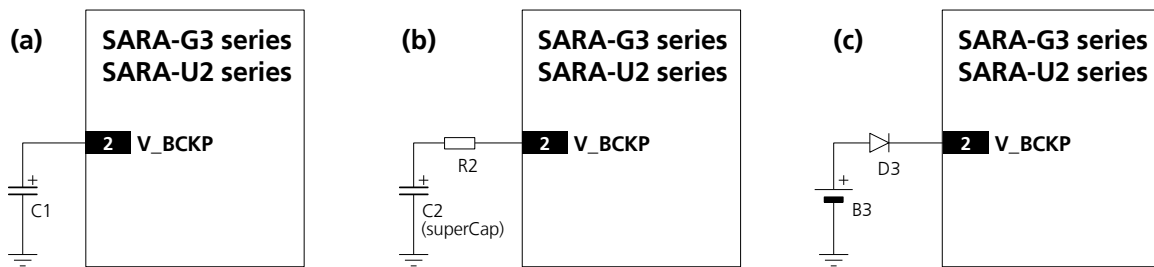 (a)
SARA-G3 series
SARA-U2 series
2 V_BCKP
+
C1
(b)
SARA-G3 series
SARA-U2 series
2 V_BCKP
R2
+
C2
(superCap)
(c)
SARA-G3 series
SARA-U2 series
2 V_BCKP
D3
+
B3